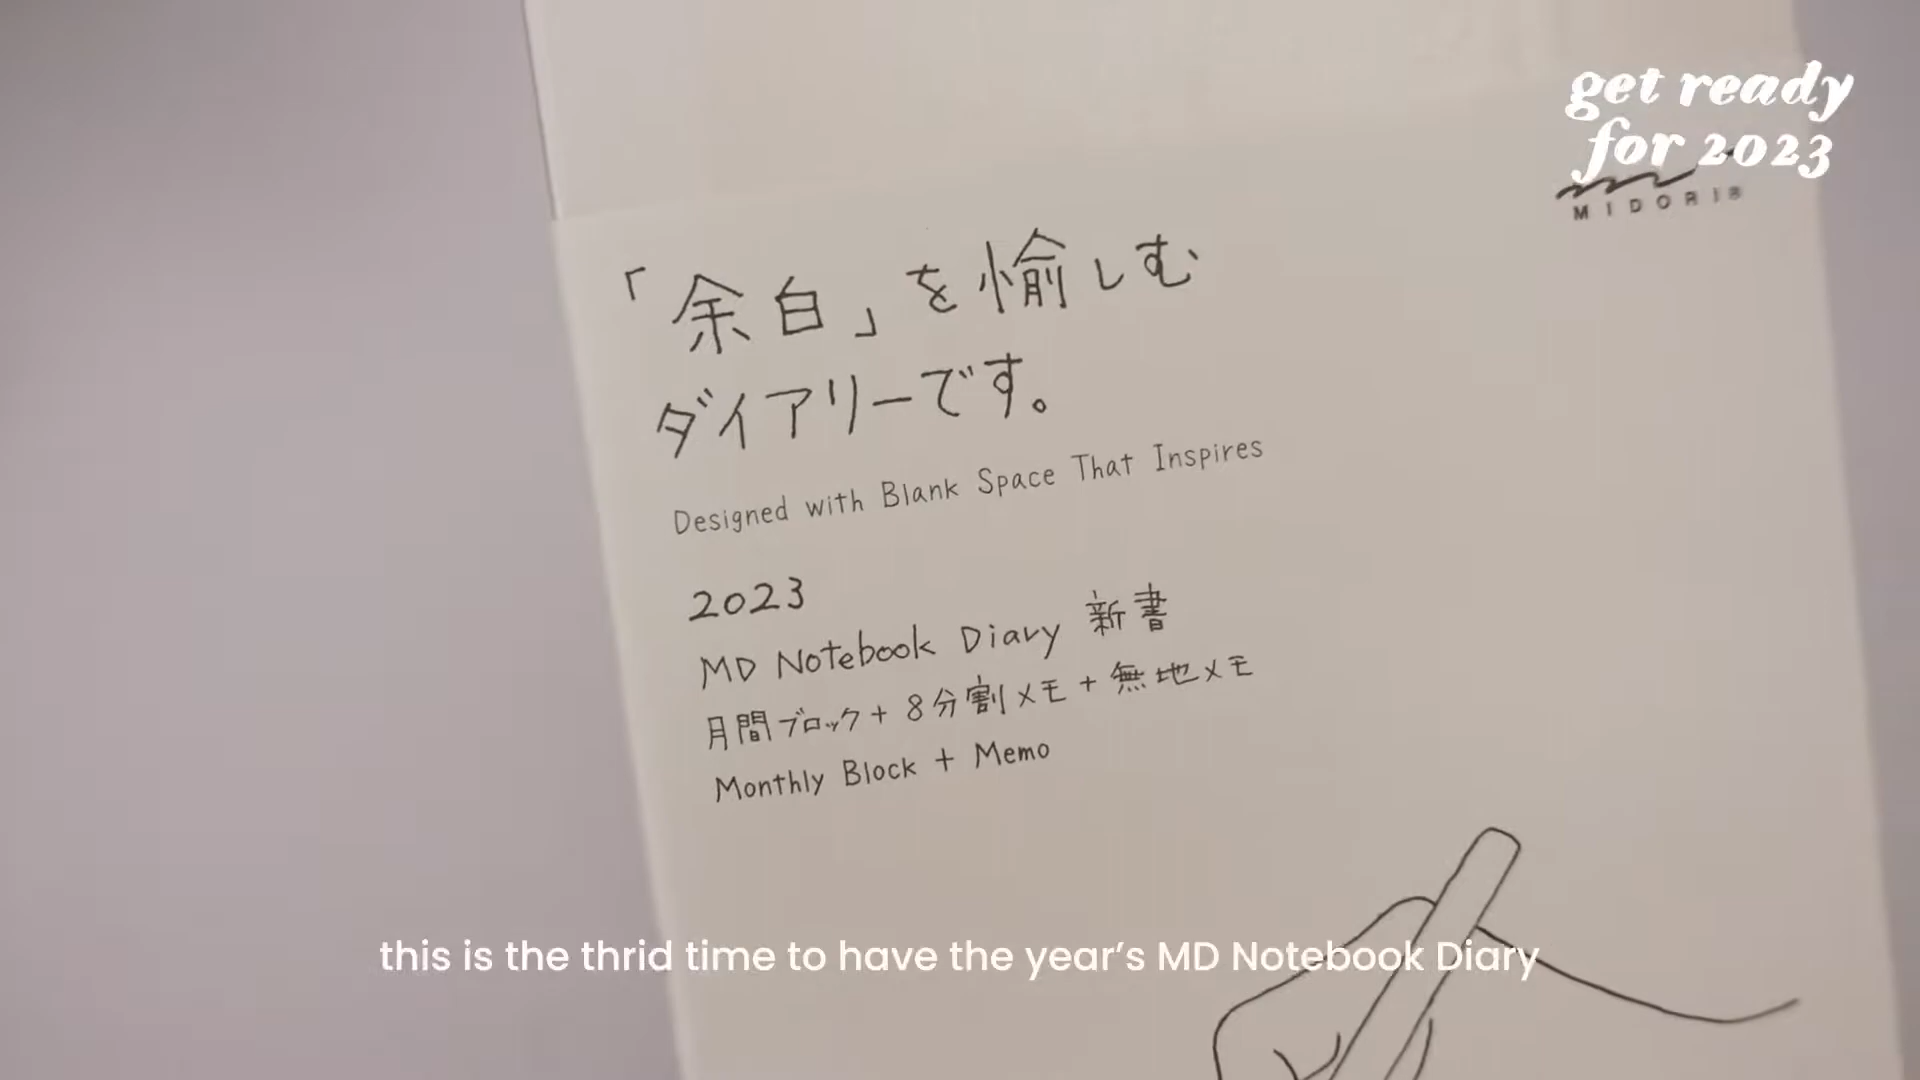 get ready
for 2023
MIDORI®
「余白」を愉しむ
ダイアリーです。
Designed with Blank Space That Inspires
2023
MD Notebook Diary 新書
月間ブロック+8分割メモ+無地メモ
Monthly Block + Memo
this is the thrid time to have the year's MD Notebook Diary